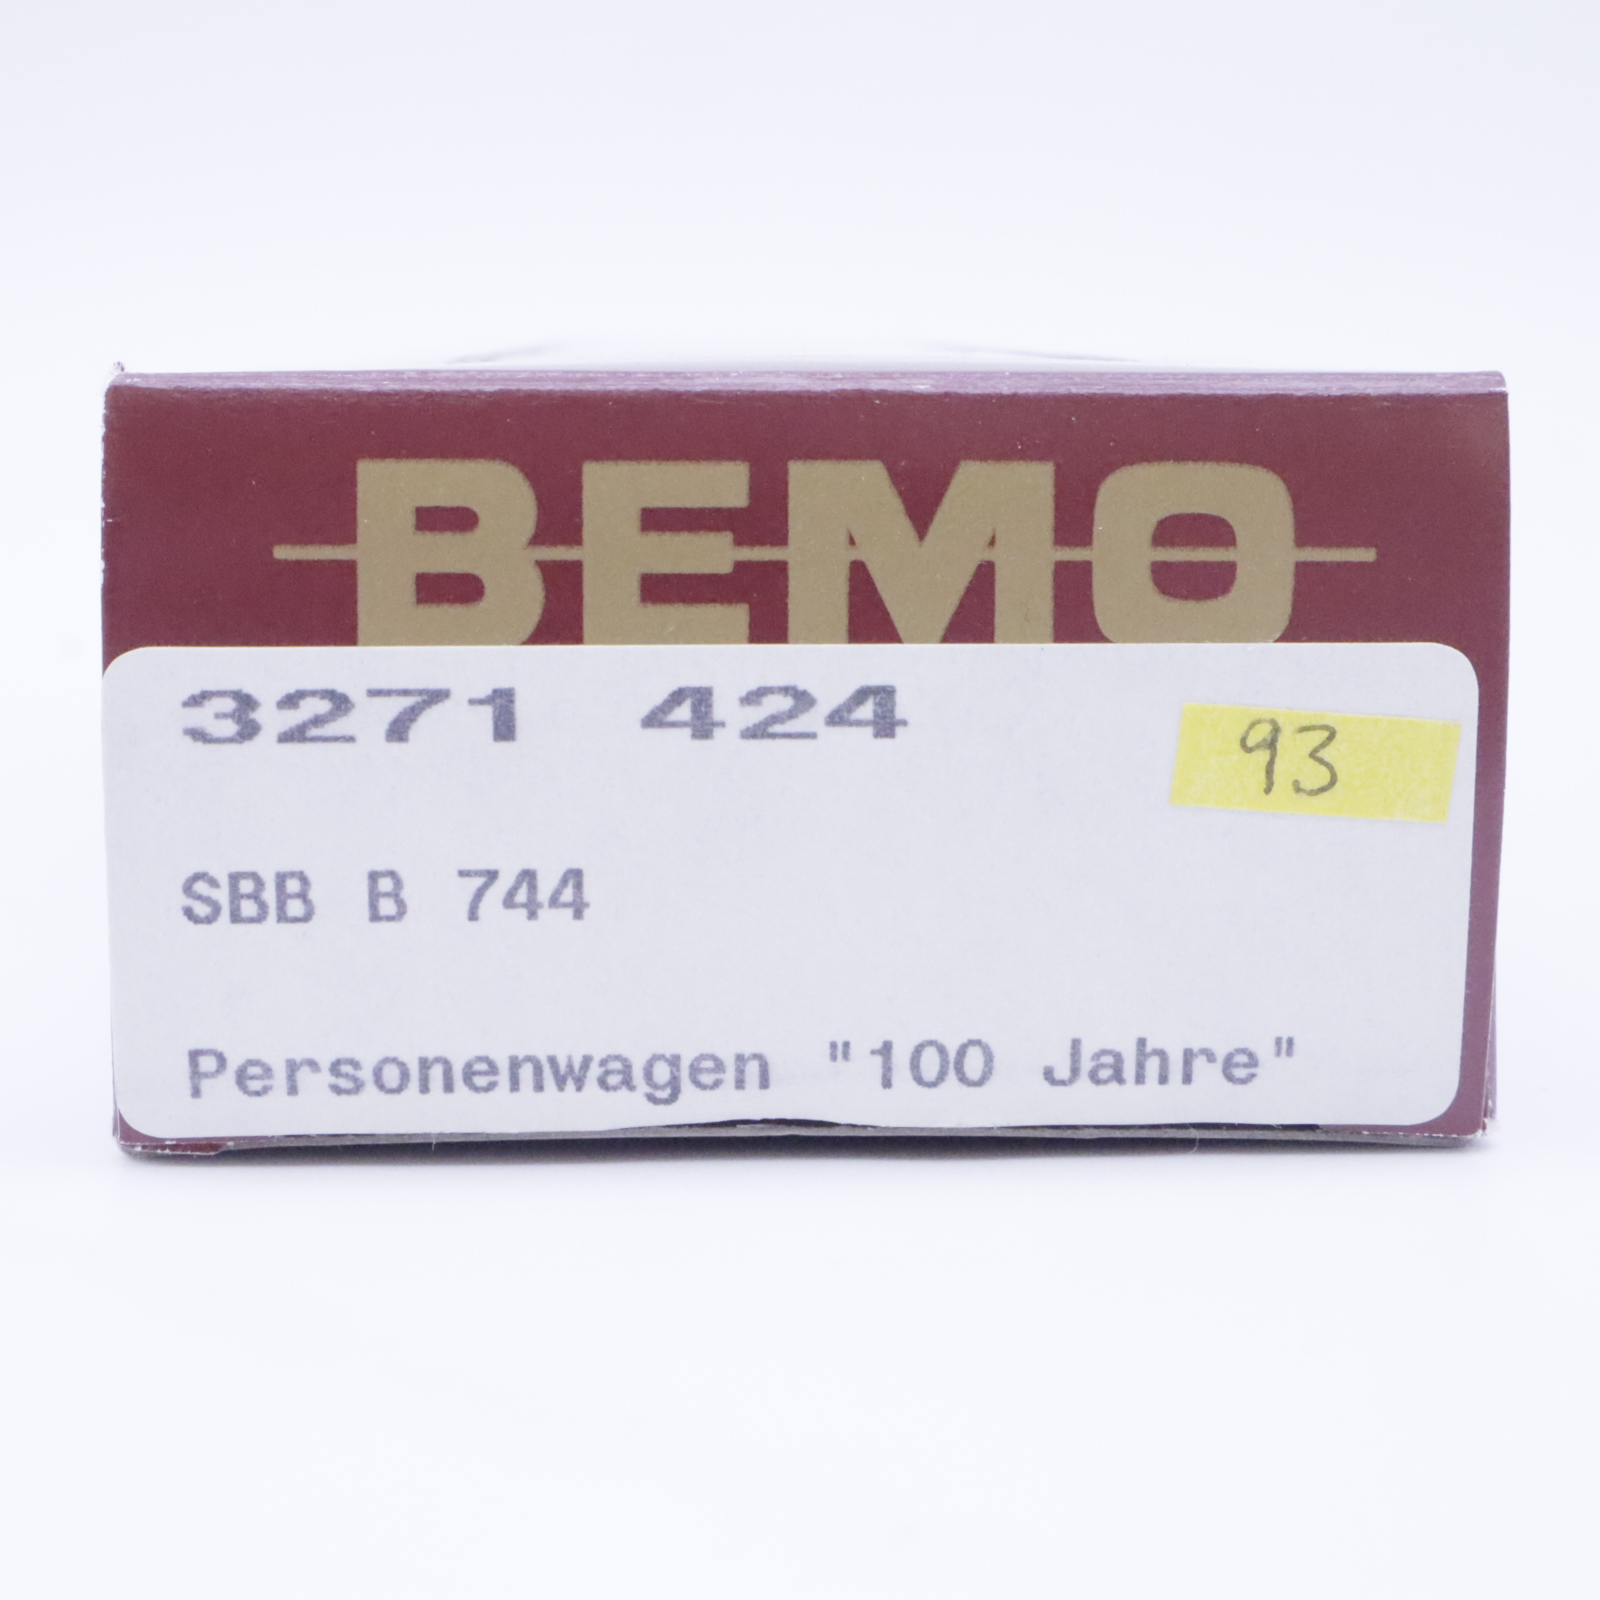 BEMO
3271 424
93
SBB B 744
Personenwagen "100 Jahre"